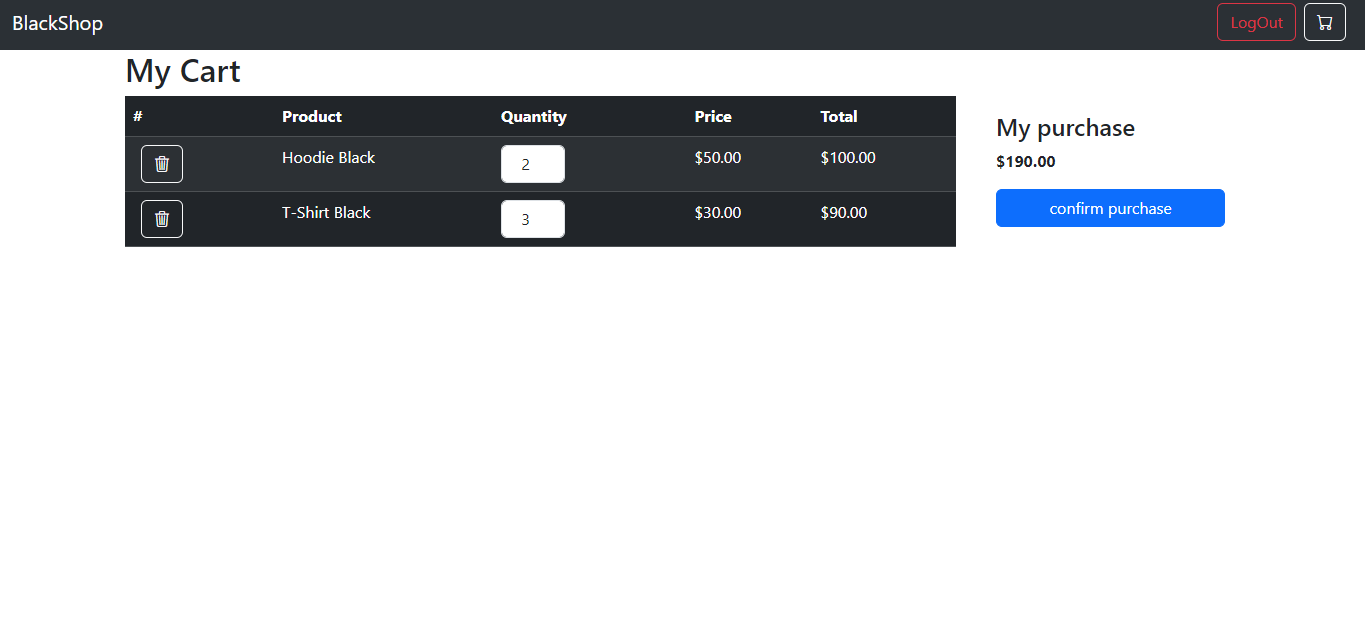 BlackShop LogOut
My Cart
# Product Quantity Price Total
Hoodie Black 2 $50.00 $100.00
T-Shirt Black 3 $30.00 $90.00
My purchase
$190.00
confirm purchase